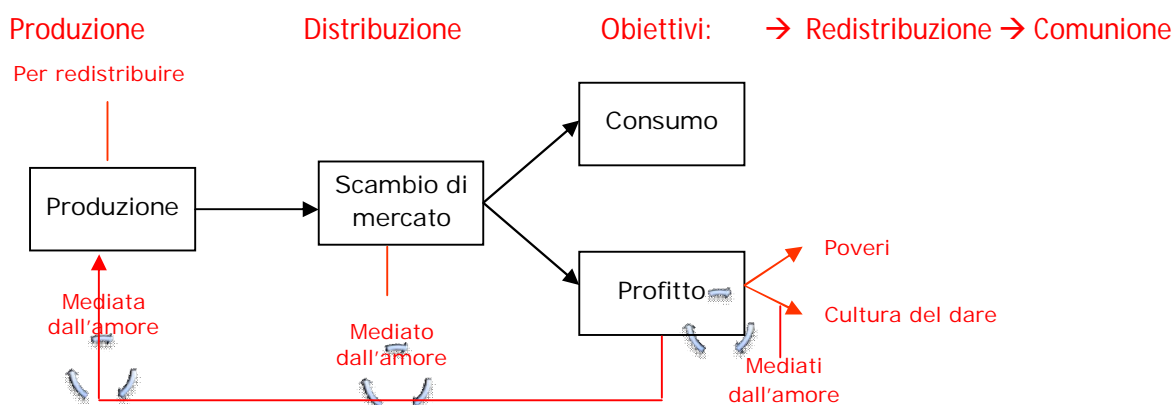 Produzione Distribuzione Obiettivi: → Redistribuzione → Comunione
Per redistribuire
Consumo
Produzione
Scambio di
mercato
Profitto
Poveri
Cultura del dare
Mediata
dall'amore
Mediato
dall'amore
Mediati
dall'amore